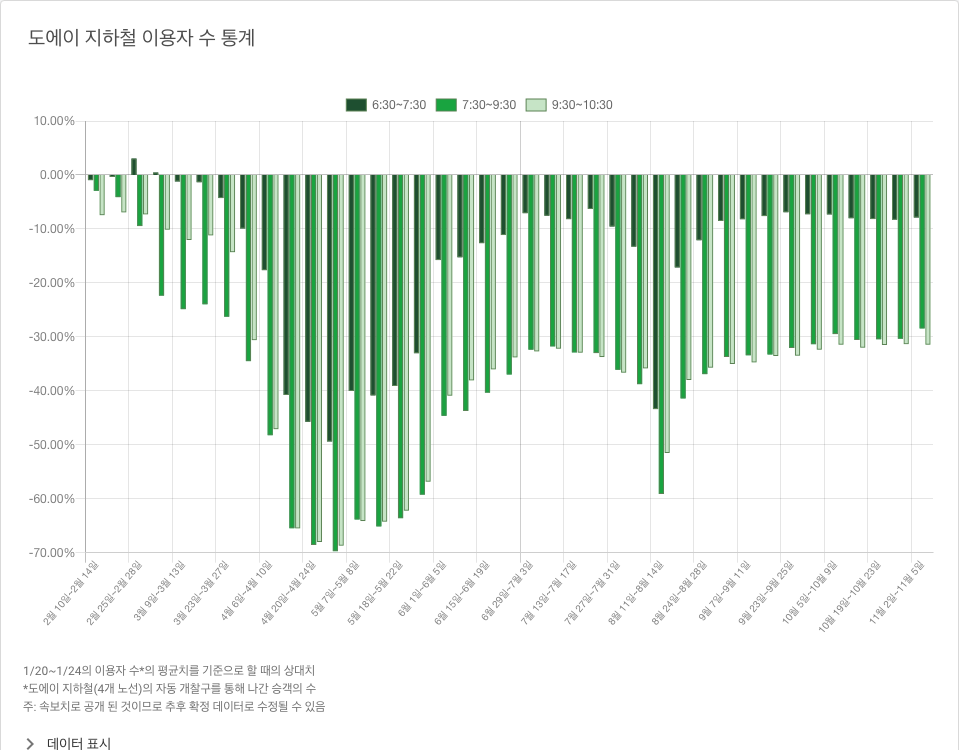 도에이 지하철 이용자 수 통계
6:30~7:30 7:30~9:30 9:30~10:30
10.00%
0.00%
-10.00%
-20.00%
-30.00%
-40.00%
-50.00%
-60.00%
-70.00%
2월 10일~2월 14일
2월 25일~2월 28일
3월 9일~3월 13일
3월 23일~3월 27일
4월 6일~4월 10일
4월 20일~4월 24일
5월 7일~5월 8일
5월 18일~5월 22일
6월 1일~6월 5일
6월 15일~6월 19일
6월 29일~7월 3일
7월 13일~7월 17일
7월 27일~7월 31일
8월 11일~8월 14일
8월 24일~8월 28일
9월 7일~9월 11일
9월 23일~9월 25일
10월 5일~10월 9일
10월 19일~10월 23일
11월 2일~11월 5일
1/20~1/24의 이용자 수*의 평균치를 기준으로 할 때의 상대치
*도에이 지하철(4개 노선)의 자동 개찰구를 통해 나간 승객의 수
주: 속보치로 공개 된 것이므로 추후 확정 데이터로 수정될 수 있음
데이터 표시